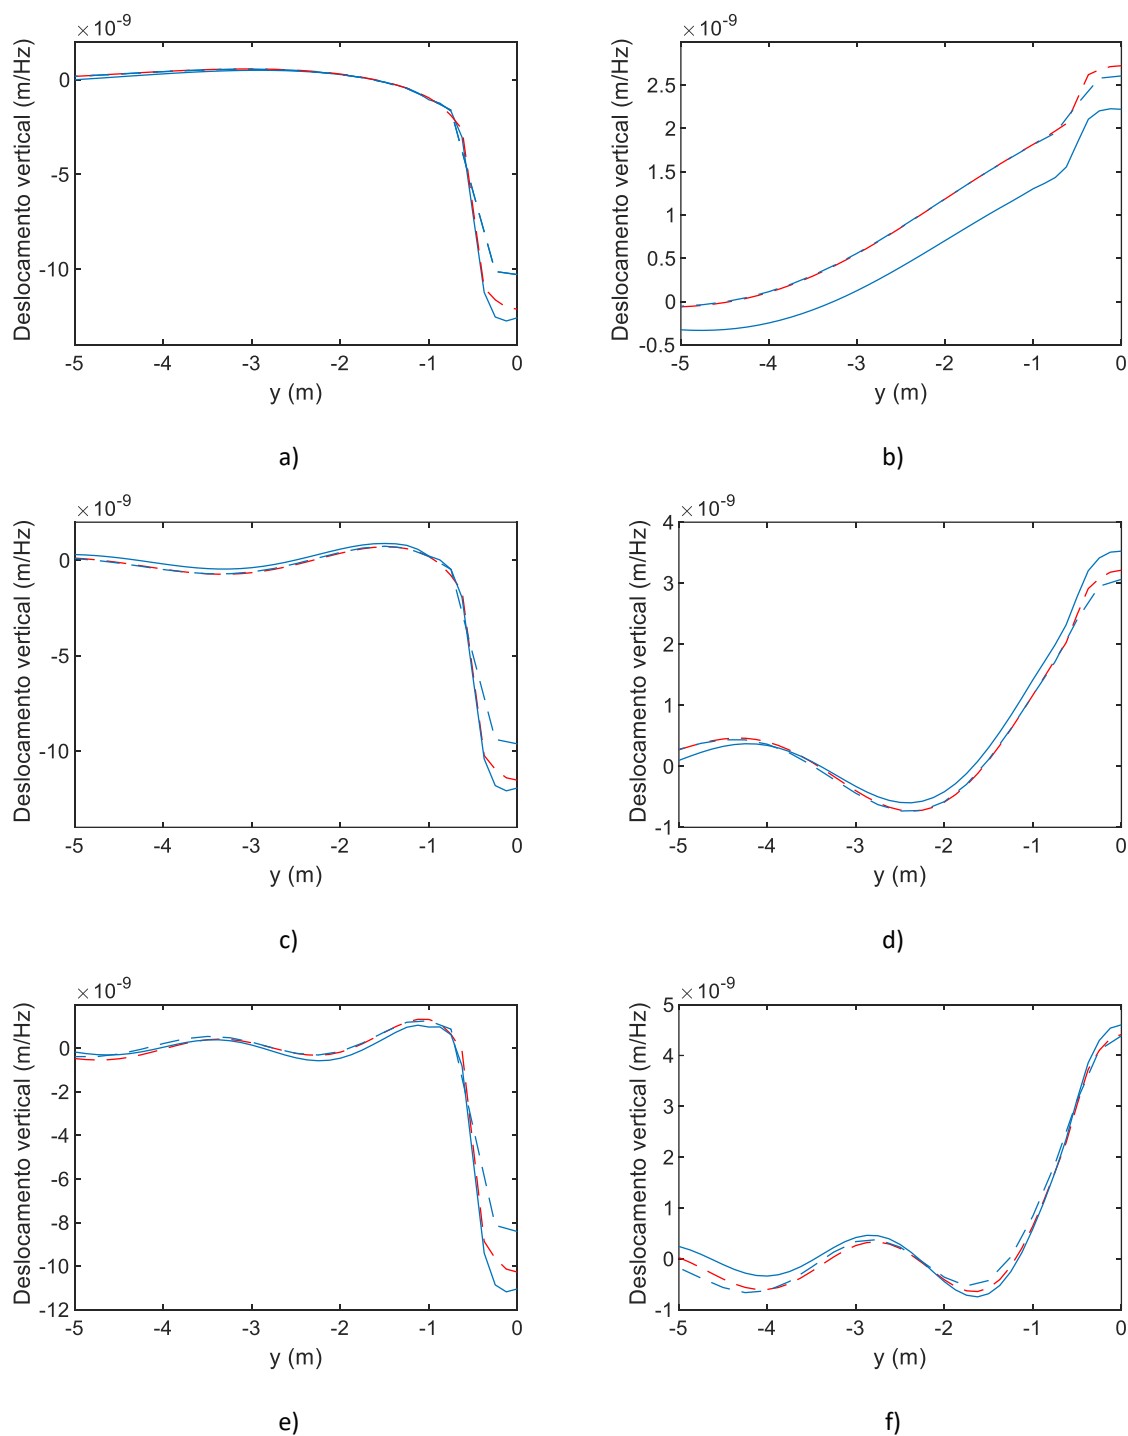 ×10-9
Deslocamento vertical (m/Hz)
0
-5
-10
-5 -4 -3 -2 -1 0
y (m)
a)
×10-9
Deslocamento vertical (m/Hz)
2.5
2
1.5
1
0.5
0
-0.5
-5 -4 -3 -2 -1 0
y (m)
b)
×10-9
Deslocamento vertical (m/Hz)
0
-5
-10
-5 -4 -3 -2 -1 0
y (m)
c)
×10-9
Deslocamento vertical (m/Hz)
4
3
2
1
0
-1
-5 -4 -3 -2 -1 0
y (m)
d)
×10-9
Deslocamento vertical (m/Hz)
0
-2
-4
-6
-8
-10
-12
-5 -4 -3 -2 -1 0
y (m)
e)
×10-9
Deslocamento vertical (m/Hz)
5
4
3
2
1
0
-1
-5 -4 -3 -2 -1 0
y (m)
f)